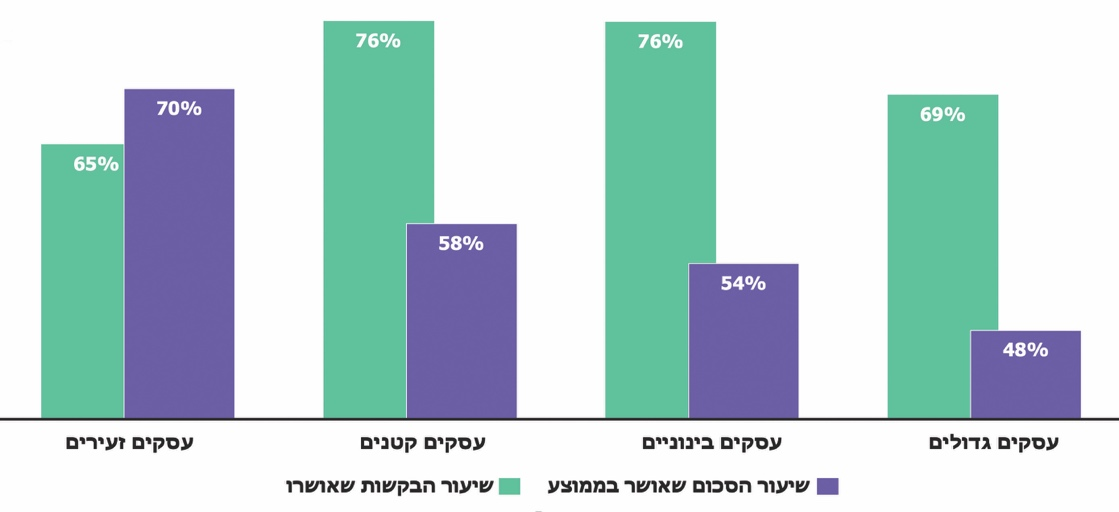 76%
76%
70%
69%
65%
58%
54%
48%
עסקים זעירים
עסקים קטנים
עסקים בינוניים
עסקים גדולים
שיעור הסכום שאושר בממוצע
שיעור הבקשות שאושרו